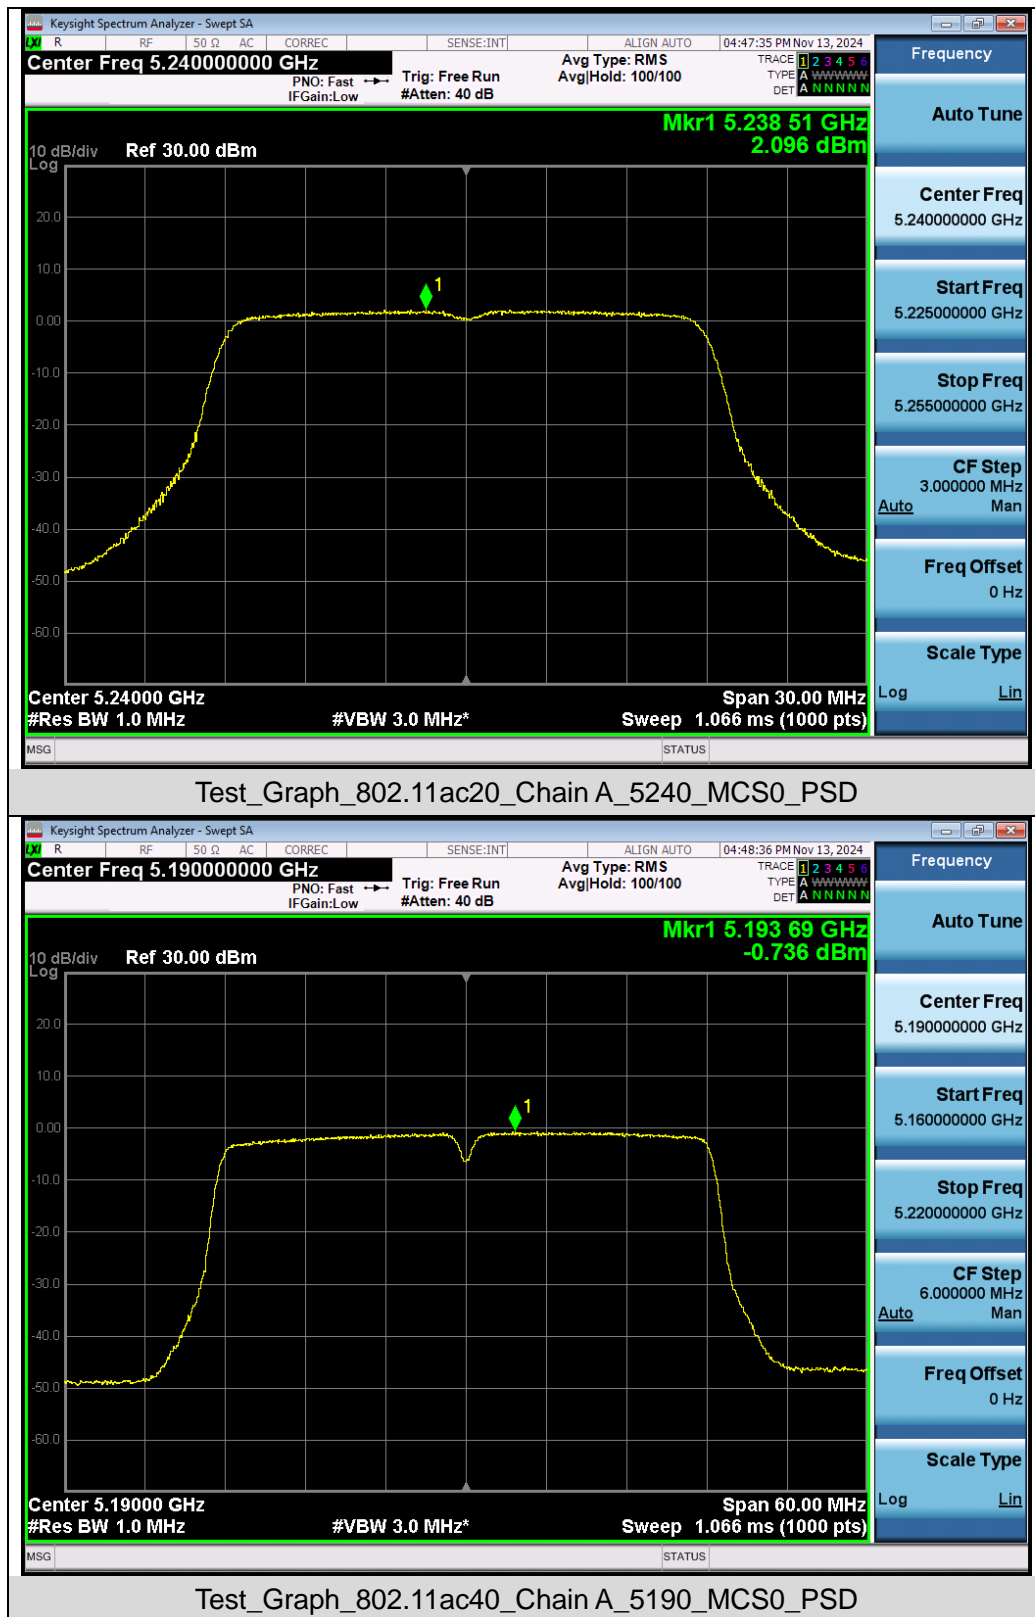 Keysight Spectrum Analyzer - Swept SA
LXI R RF 50 Ω AC CORREC SENSE:INT ALIGN AUTO 04:47:35 PM Nov 13, 2024
Center Freq 5.240000000 GHz
PNO: Fast
IFGain:Low
Trig: Free Run
#Atten: 40 dB
Avg Type: RMS
Avg|Hold: 100/100
TRACE 1 2 3 4 5 6
TYPE A WWWWW
DET A N N N N N
Mkr1 5.238 51 GHz
2.096 dBm
10 dB/div
Log
Ref 30.00 dBm
20.0
10.0
0.00
-10.0
-20.0
-30.0
-40.0
-50.0
-60.0
1
Center 5.24000 GHz
Span 30.00 MHz
#Res BW 1.0 MHz
#VBW 3.0 MHz*
Sweep 1.066 ms (1000 pts)
MSG
STATUS
Frequency
Auto Tune
Center Freq
5.240000000 GHz
Start Freq
5.225000000 GHz
Stop Freq
5.255000000 GHz
CF Step
3.000000 MHz
Auto Man
Freq Offset
0 Hz
Scale Type
Log Lin
Test_Graph_802.11ac20_Chain A_5240_MCS0_PSD
Keysight Spectrum Analyzer - Swept SA
LXI R RF 50 Ω AC CORREC SENSE:INT ALIGN AUTO 04:48:36 PM Nov 13, 2024
Center Freq 5.190000000 GHz
PNO: Fast
IFGain:Low
Trig: Free Run
#Atten: 40 dB
Avg Type: RMS
Avg|Hold: 100/100
TRACE 1 2 3 4 5 6
TYPE A WWWWW
DET A N N N N N
Mkr1 5.193 69 GHz
-0.736 dBm
10 dB/div
Log
Ref 30.00 dBm
20.0
10.0
0.00
-10.0
-20.0
-30.0
-40.0
-50.0
-60.0
1
Center 5.19000 GHz
Span 60.00 MHz
#Res BW 1.0 MHz
#VBW 3.0 MHz*
Sweep 1.066 ms (1000 pts)
MSG
STATUS
Frequency
Auto Tune
Center Freq
5.190000000 GHz
Start Freq
5.160000000 GHz
Stop Freq
5.220000000 GHz
CF Step
6.000000 MHz
Auto Man
Freq Offset
0 Hz
Scale Type
Log Lin
Test_Graph_802.11ac40_Chain A_5190_MCS0_PSD